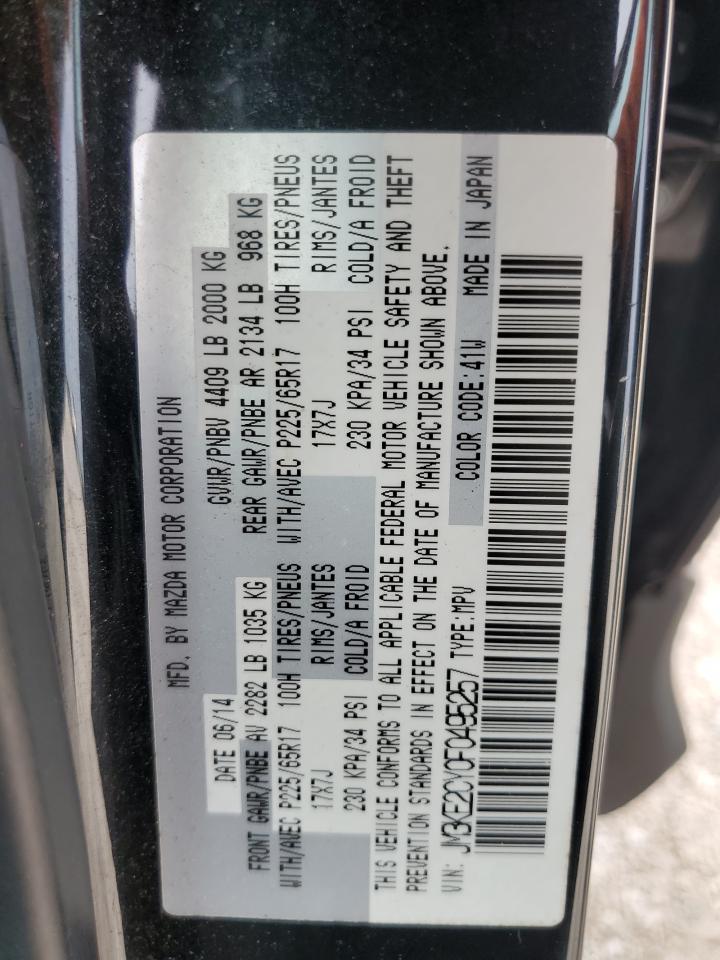 MFD. BY MAZDA MOTOR CORPORATION
DATE 06/14 GVWR/PNBV 4409 LB 2000 KG
FRONT GAWR/PNBE AV 2282 LB 1035 KG REAR GAWR/PNBE AR 2134 LB 968 KG
WITH/AVEC P225/65R17 100H TIRES/PNEUS WITH/AVEC P225/65R17 100H TIRES/PNEUS
17X7J RIMS/JANTES 17X7J RIMS/JANTES
230 KPA/34 PSI COLD/A FROID 230 KPA/34 PSI COLD/A FROID
THIS VEHICLE CONFORMS TO ALL APPLICABLE FEDERAL MOTOR VEHICLE SAFETY AND THEFT
PREVENTION STANDARDS IN EFFECT ON THE DATE OF MANUFACTURE SHOWN ABOVE.
VIN: JM3KE2CY0F0495257 TYPE:MPV COLOR CODE:41W MADE IN JAPAN